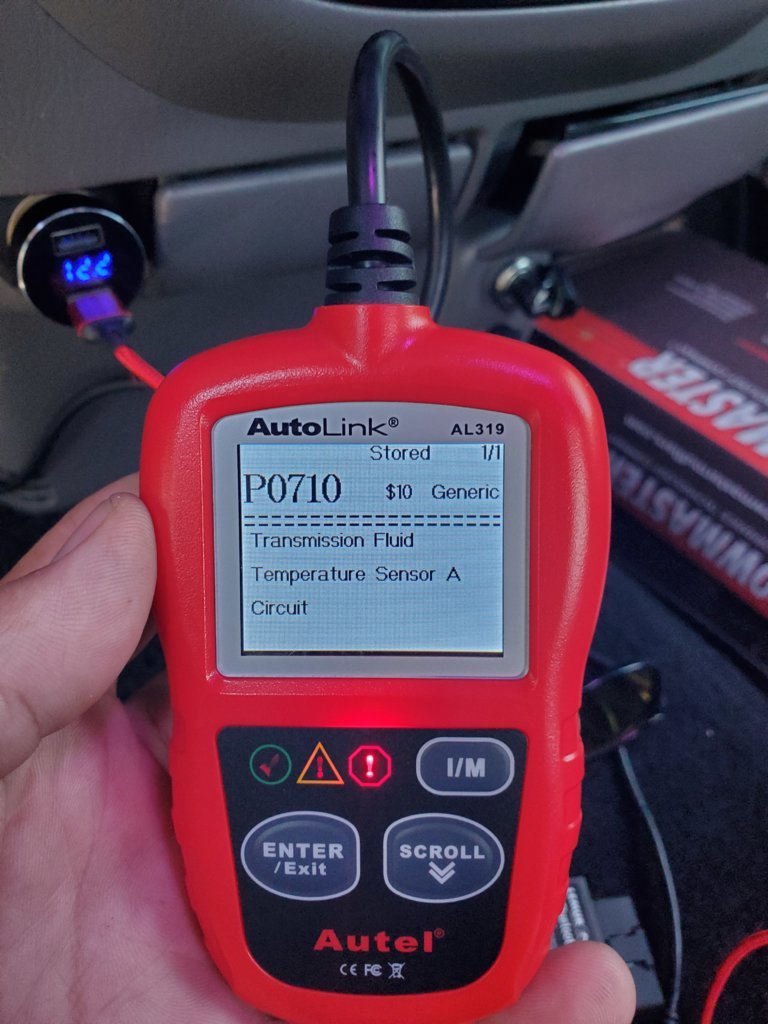 12.2
AutoLink®
AL319
Stored 1/1
P0710 $10 Generic
Transmission Fluid
Temperature Sensor A
Circuit
I/M
ENTER
/Exit
SCROLL
Autel®
CE FC